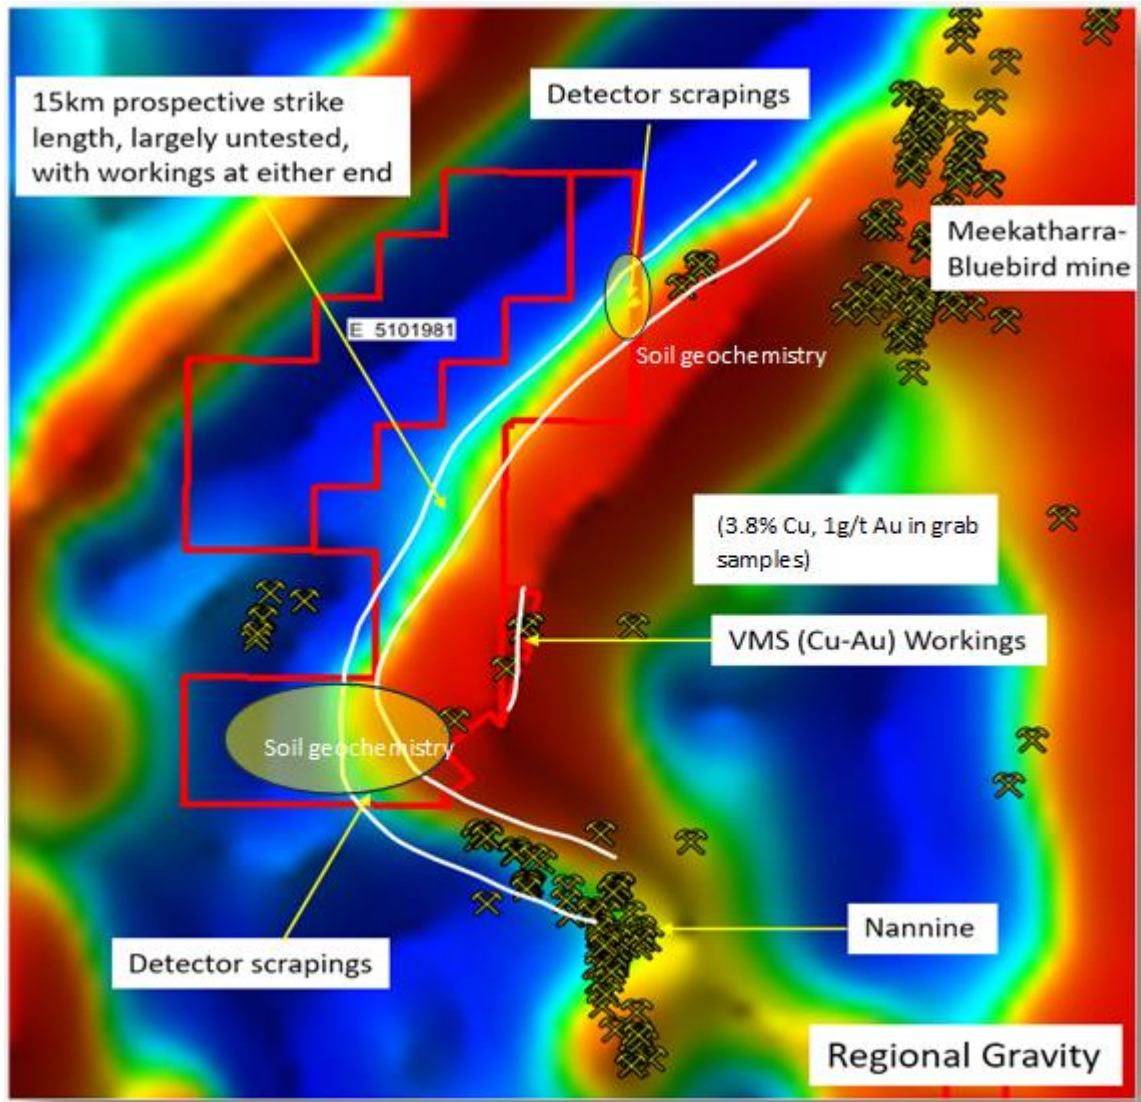 15km prospective strike
length, largely untested,
with workings at either end
Detector scrapings
Meekatharra-
Bluebird mine
E 5101981
Soil geochemistry
(3.8% Cu, 1g/t Au in grab
samples)
VMS (Cu-Au) Workings
Soil geochemistry
Nannine
Detector scrapings
Regional Gravity